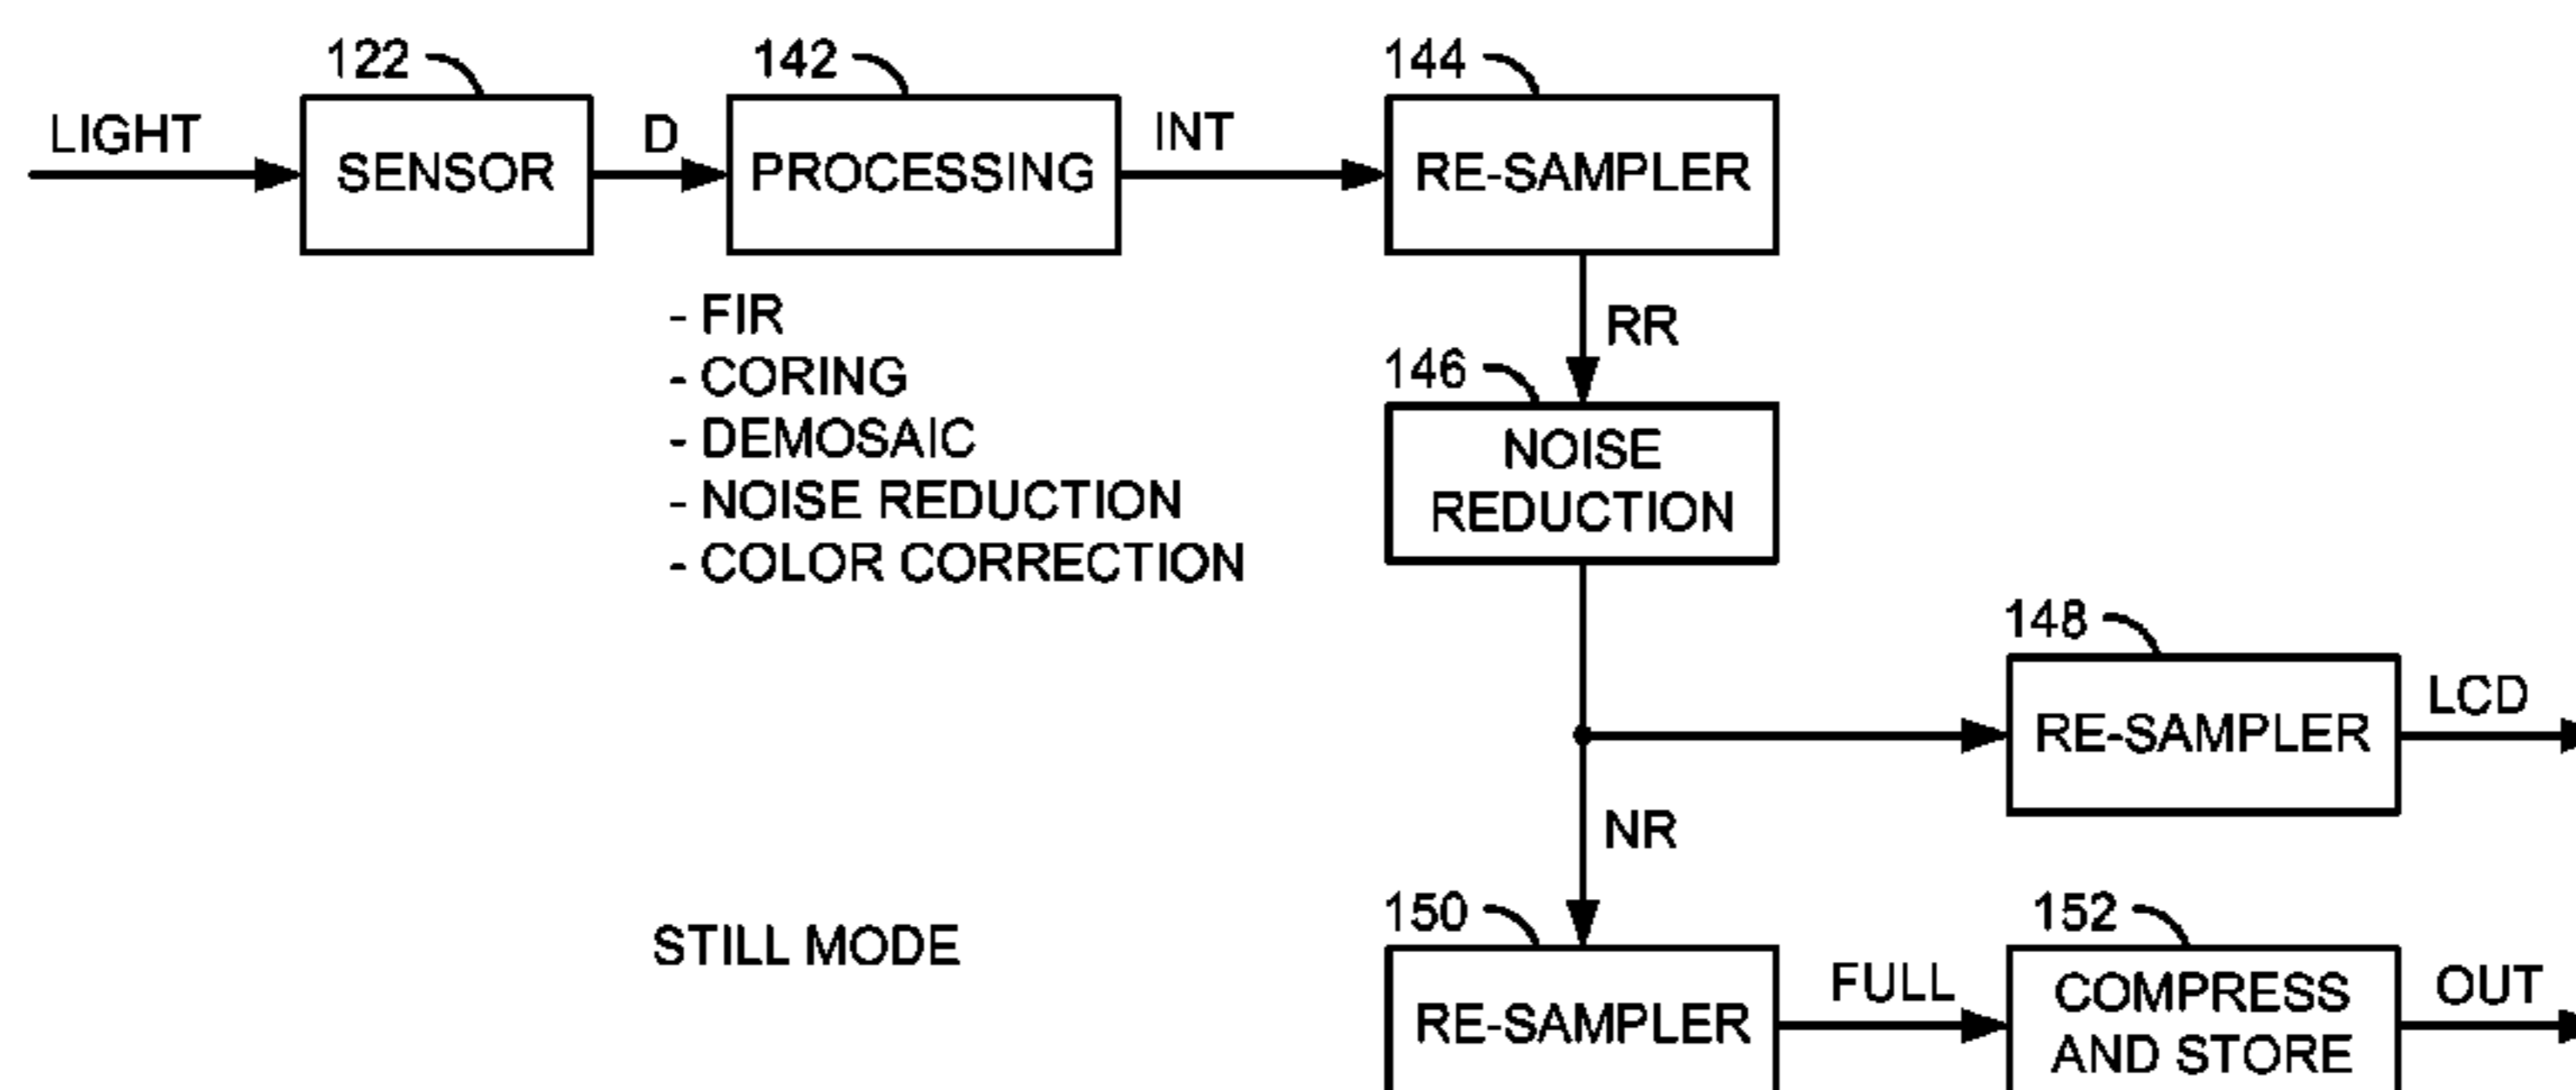 122
142
144
LIGHT
D
INT
SENSOR
PROCESSING
RE-SAMPLER
- FIR
- CORING
- DEMOSAIC
- NOISE REDUCTION
- COLOR CORRECTION
RR
146
NOISE
REDUCTION
148
LCD
RE-SAMPLER
NR
STILL MODE
150
152
RE-SAMPLER
FULL
COMPRESS
AND STORE
OUT